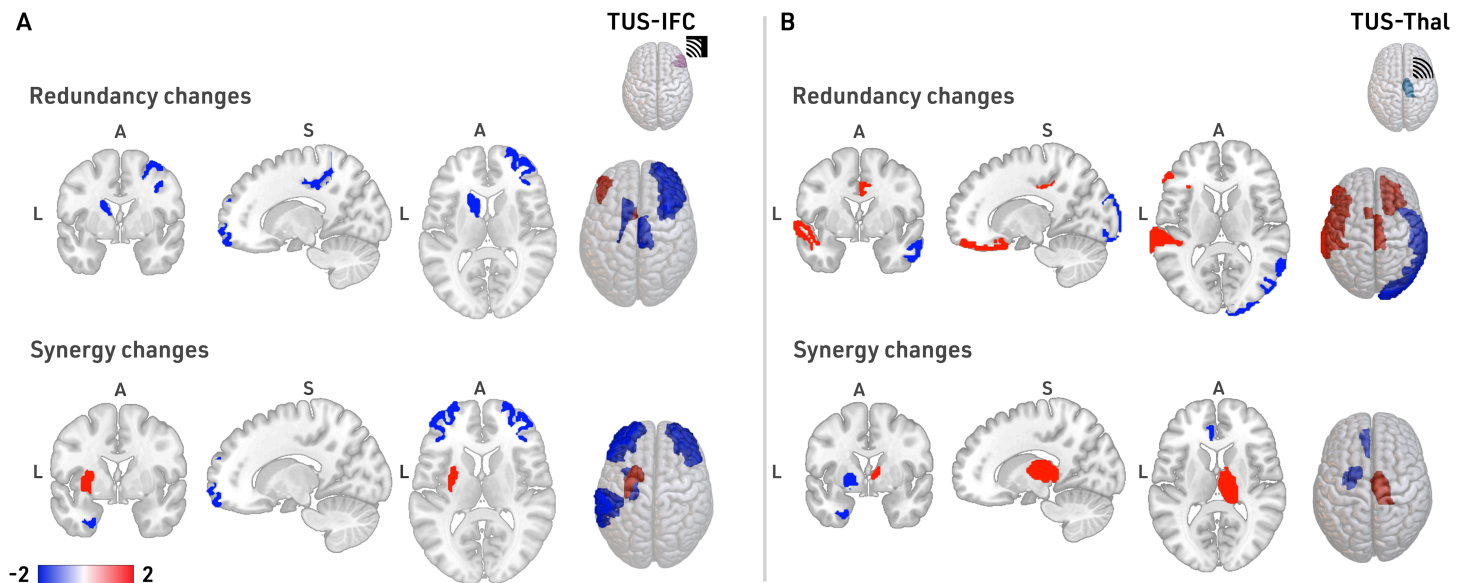 A
TUS-IFC
Redundancy changes
A
S
A
L
L
Synergy changes
A
S
A
L
L
-2
2
B
TUS-Thal
Redundancy changes
A
S
A
L
L
Synergy changes
A
S
A
L
L